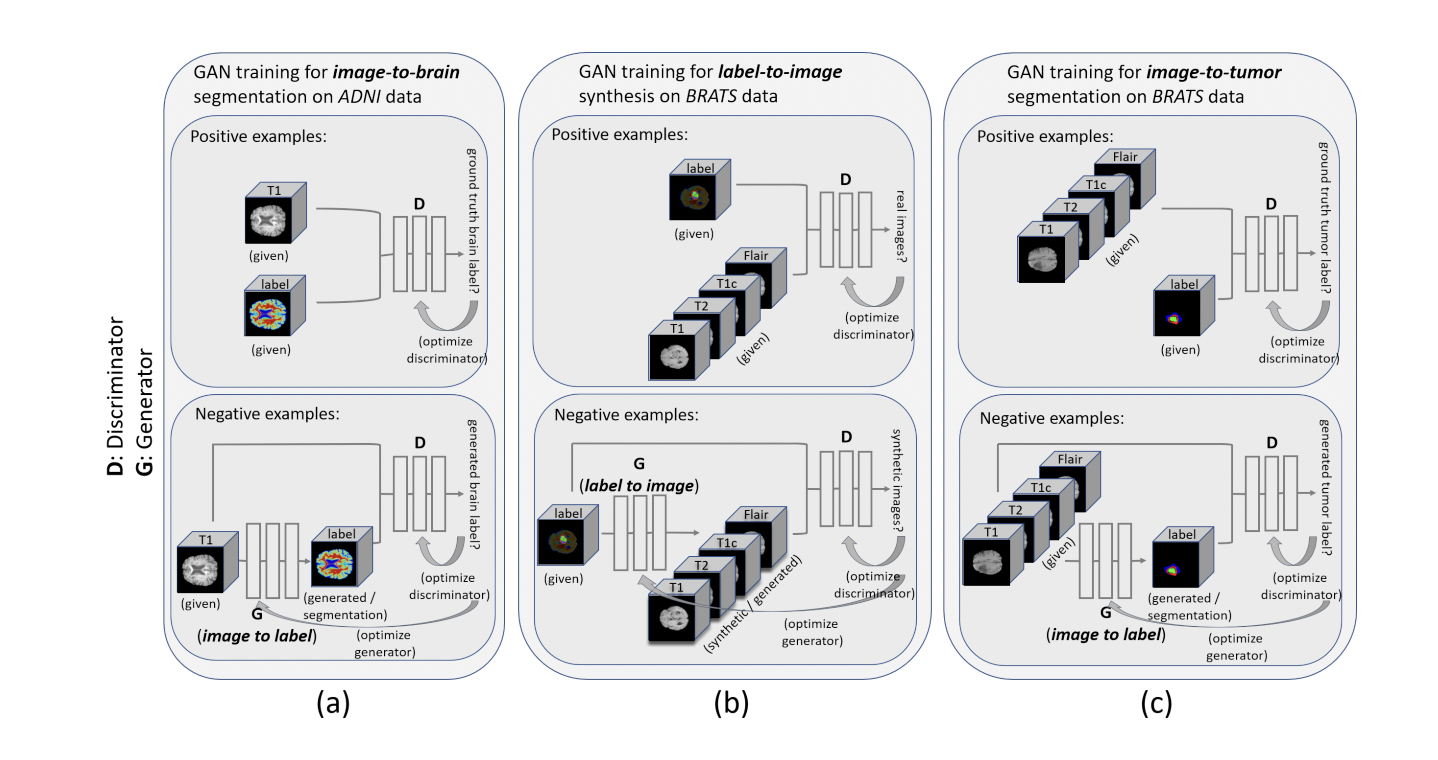 D: Discriminator
G: Generator
GAN training for image-to-brain
segmentation on ADNI data
Positive examples:
T1
(given)
label
(given)
D
ground truth brain label?
(optimize
discriminator)
Negative examples:
T1
(given)
G
(image to label)
label
(generated /
segmentation)
D
generated brain label?
(optimize
discriminator)
(optimize
generator)
(a)
GAN training for label-to-image
synthesis on BRATS data
Positive examples:
label
(given)
Flair
T1c
T2
T1
(given)
D
real images?
(optimize
discriminator)
Negative examples:
label
(given)
G
(label to image)
Flair
T1c
T2
T1
(synthetic / generated)
D
synthetic images?
(optimize
discriminator)
(optimize
generator)
(b)
GAN training for image-to-tumor
segmentation on BRATS data
Positive examples:
Flair
T1c
T2
T1
(given)
label
(given)
D
ground truth tumor label?
(optimize
discriminator)
Negative examples:
Flair
T1c
T2
T1
(given)
G
(image to label)
label
(generated /
segmentation)
D
generated tumor label?
(optimize
discriminator)
(optimize
generator)
(c)